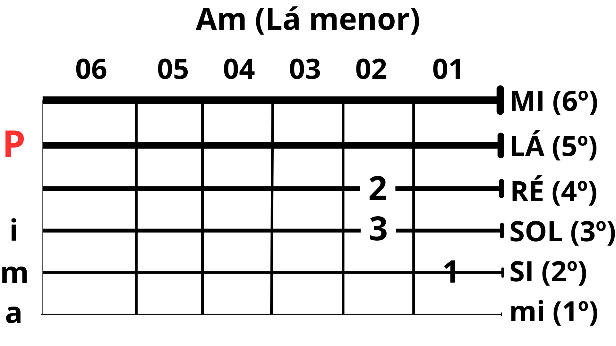 Am (Lá menor)
06 05 04 03 02 01
MI (6º)
P LÁ (5º)
2 RÉ (4º)
i 3 SOL (3º)
m 1 SI (2º)
a mi (1º)